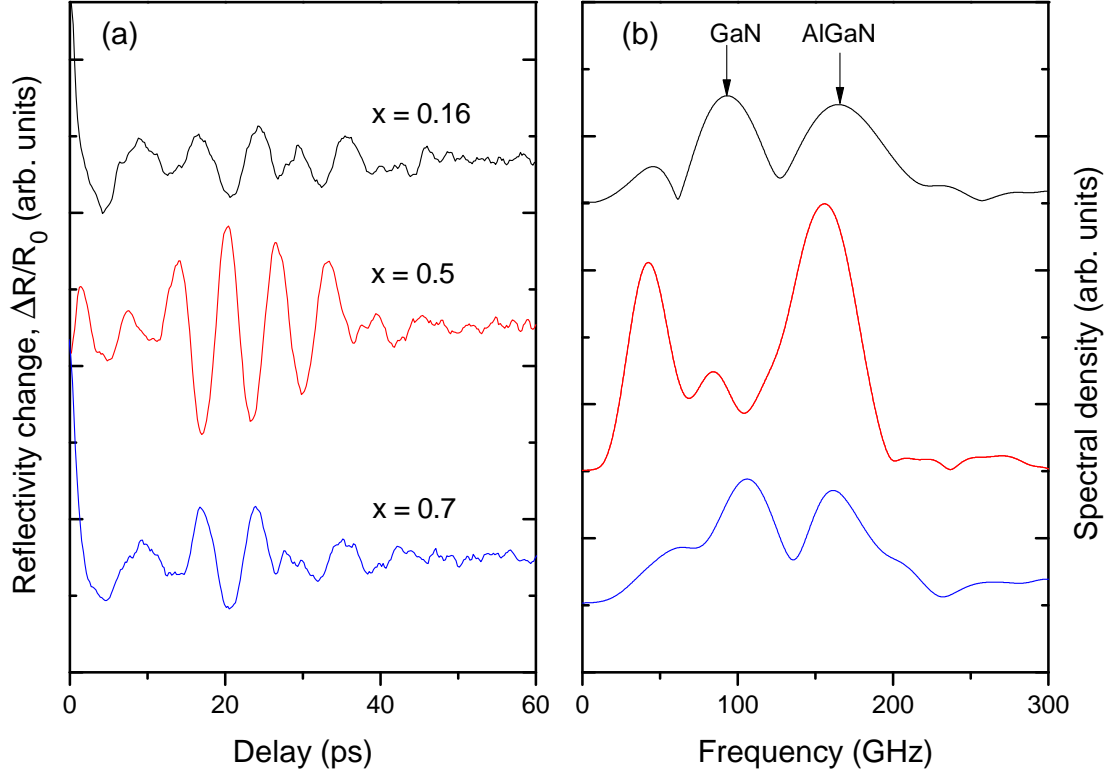 (a)
x = 0.16
x = 0.5
x = 0.7
Reflectivity change, ΔR/R₀ (arb. units)
0
20
40
60
Delay (ps)
(b)
GaN
AlGaN
Spectral density (arb. units)
0
100
200
300
Frequency (GHz)